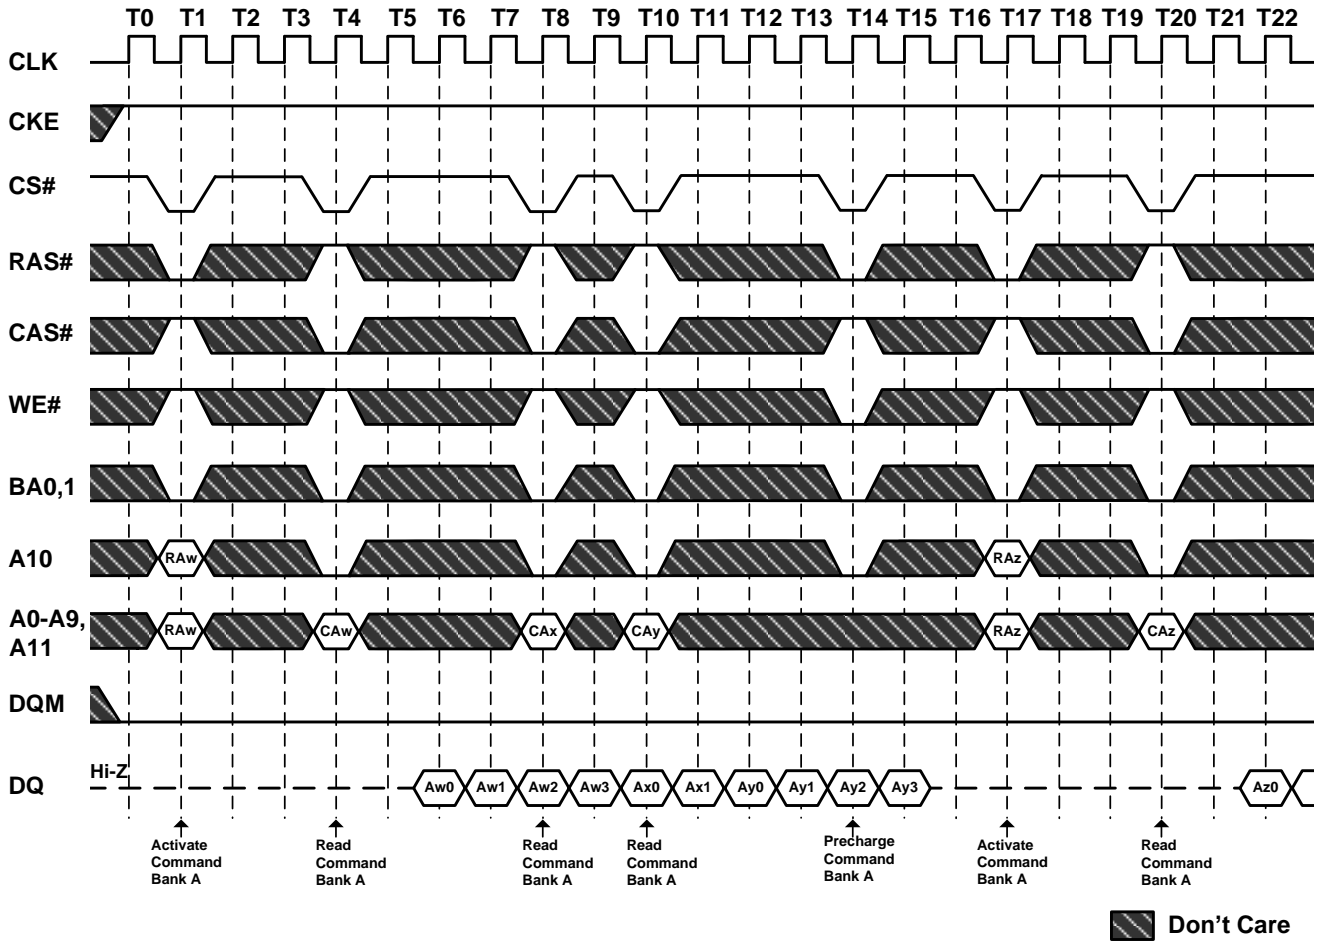 T0 T1 T2 T3 T4 T5 T6 T7 T8 T9 T10 T11 T12 T13 T14 T15 T16 T17 T18 T19 T20 T21 T22
CLK
CKE
CS#
RAS#
CAS#
WE#
BA0,1
A10 RAw RAz
A0-A9,
A11
RAw CAw CAx CAy RAz CAz
DQM
Hi-Z
DQ Aw0 Aw1 Aw2 Aw3 Ax0 Ax1 Ay0 Ay1 Ay2 Ay3 Az0
Activate
Command
Bank A
Read
Command
Bank A
Read
Command
Bank A
Read
Command
Bank A
Precharge
Command
Bank A
Activate
Command
Bank A
Read
Command
Bank A
Don't Care